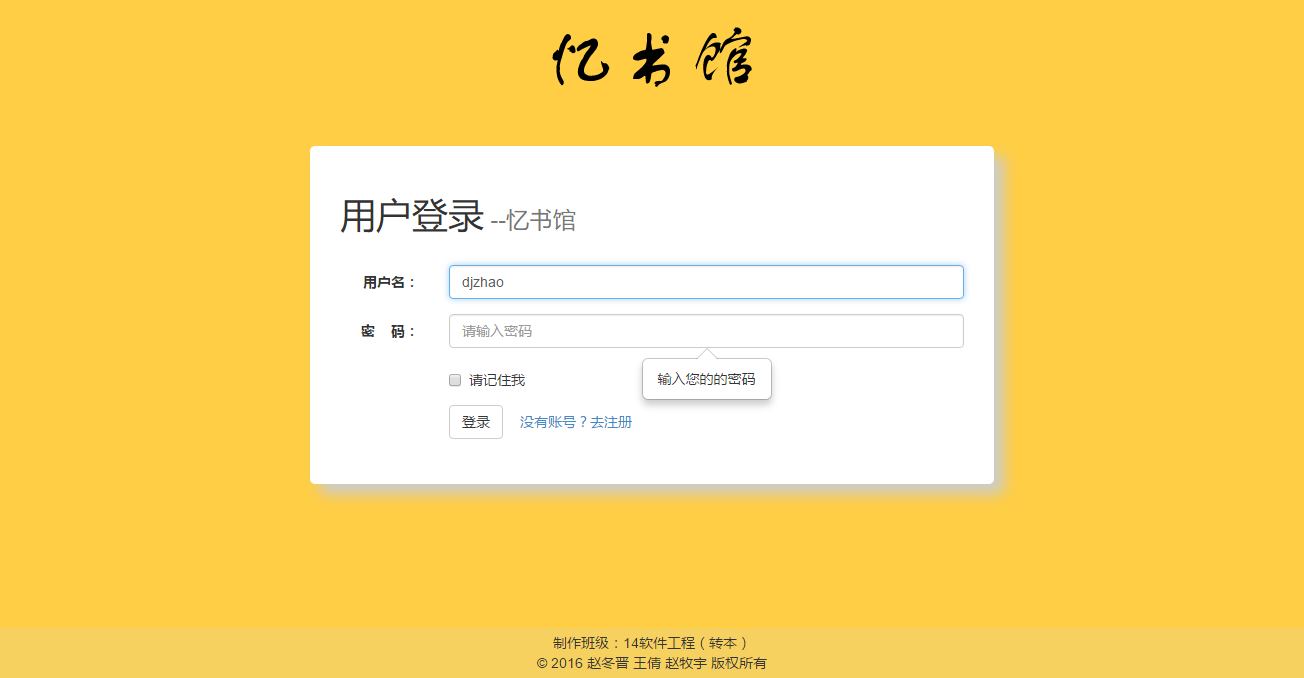 忆书馆
用户登录 --忆书馆
用户名： djzhao
密 码： 请输入密码
输入您的的密码
请记住我
登录 没有账号？去注册
制作班级：14软件工程（转本）
© 2016 赵冬晋 王倩 赵牧宇 版权所有